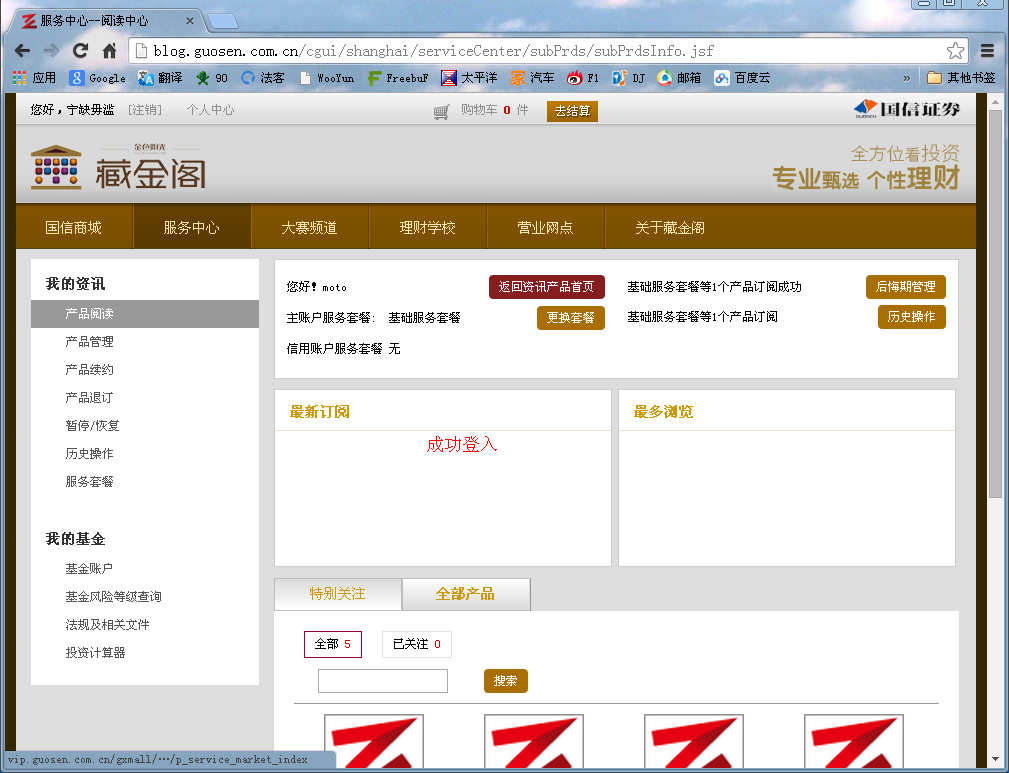 服务中心--阅读中心
blog.guosen.com.cn/cgui/shanghai/serviceCenter/subPrds/subPrdsInfo.jsf
应用 Google 翻译 90 法客 WooYun FreebuF 太平洋 汽车 F1 DJ 邮箱 百度云 » 其他书签
您好，宁缺毋滥 [注销] 个人中心 购物车 0 件 去结算 国信证券
GUOSEN
金色阳光
藏金阁
全方位看投资
专业甄选 个性理财
国信商城 服务中心 大赛频道 理财学校 营业网点 关于藏金阁
我的资讯
产品阅读
产品管理
产品续约
产品退订
暂停/恢复
历史操作
服务套餐
我的基金
基金账户
基金风险等级查询
法规及相关文件
投资计算器
您好! moto 返回资讯产品首页 基础服务套餐等1个产品订阅成功 后悔期管理
主账户服务套餐: 基础服务套餐 更换套餐 基础服务套餐等1个产品订阅 历史操作
信用账户服务套餐 无
最新订阅 最多浏览
成功登入
特别关注 全部产品
全部 5 已关注 0
搜索
vip.guosen.com.cn/gxmall/…/p_service_market_index